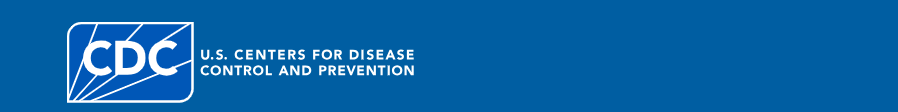 CDC
U.S. CENTERS FOR DISEASE
CONTROL AND PREVENTION